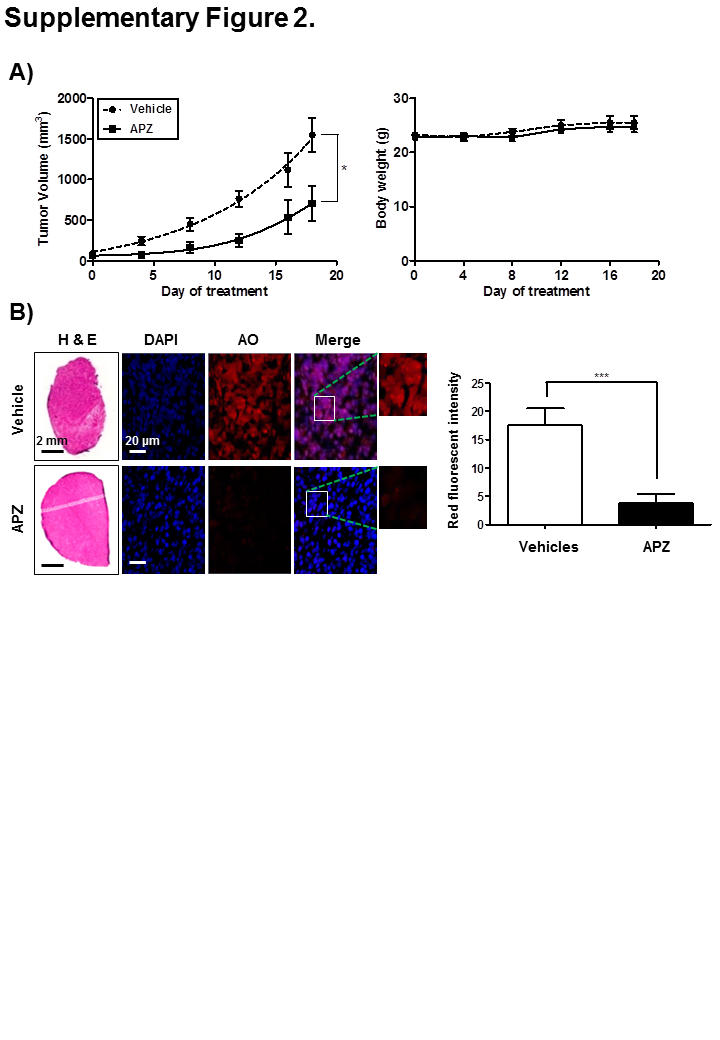 Supplementary Figure 2.
A)
Tumor Volume (mm3)
2000
1500
1000
500
0
Vehicle
APZ
*
0 5 10 15 20
Day of treatment
Body weight (g)
30
20
10
0
0 4 8 12 16 20
Day of treatment
B)
H & E DAPI AO Merge
Vehicle
2 mm
20 µm
APZ
Red fluorescent intensity
25
20
15
10
5
0
***
Vehicles APZ